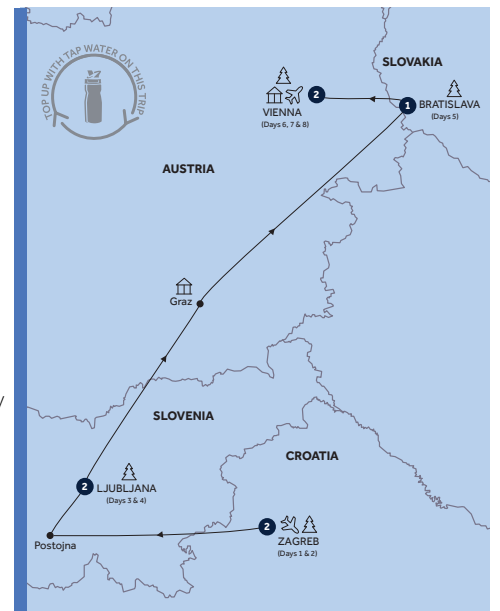 TOP UP WITH TAP WATER ON THIS TRIP
SLOVAKIA
2
VIENNA
(Days 6, 7 & 8)
1
BRATISLAVA
(Days 5)
AUSTRIA
Graz
SLOVENIA
CROATIA
2
LJUBLJANA
(Days 3 & 4)
2
ZAGREB
(Days 1 & 2)
Postojna
/